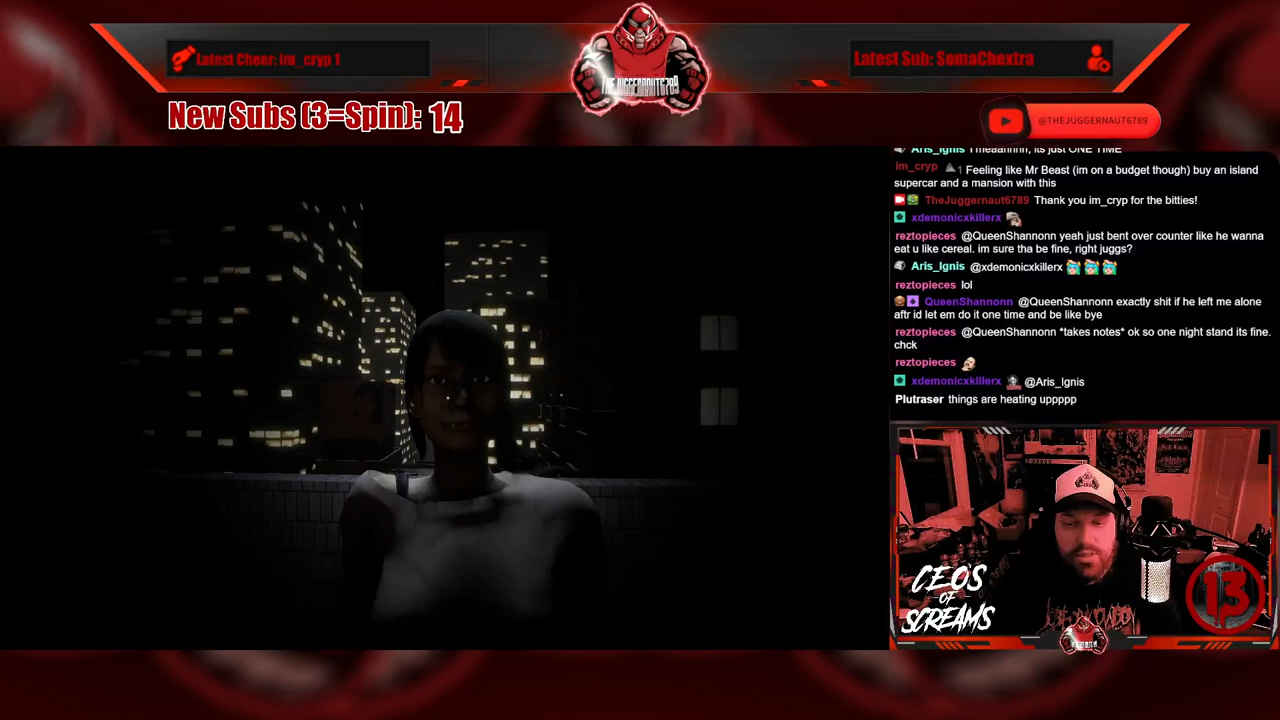 Latest Cheer: im_cryp 1
THEJUGGERNAUT6789
Latest Sub: SomaChextra
New Subs (3=Spin): 14
@THEJUGGERNAUT6789
Aris_Ignis I meaannnn, its just ONE TIME
im_cryp 1 Feeling like Mr Beast (im on a budget though) buy an island
supercar and a mansion with this
TheJuggernaut6789 Thank you im_cryp for the bitties!
xdemonicxkillerx
reztopieces @QueenShannonn yeah just bent over counter like he wanna
eat u like cereal. im sure tha be fine, right juggs?
Aris_Ignis @xdemonicxkillerx
reztopieces lol
QueenShannonn @QueenShannonn exactly shit if he left me alone
aftr id let em do it one time and be like bye
reztopieces @QueenShannonn *takes notes* ok so one night stand its fine.
chck
reztopieces
xdemonicxkillerx @Aris_Ignis
Plutraser things are heating uppppp
CEOS
OF
SCREAMS
13